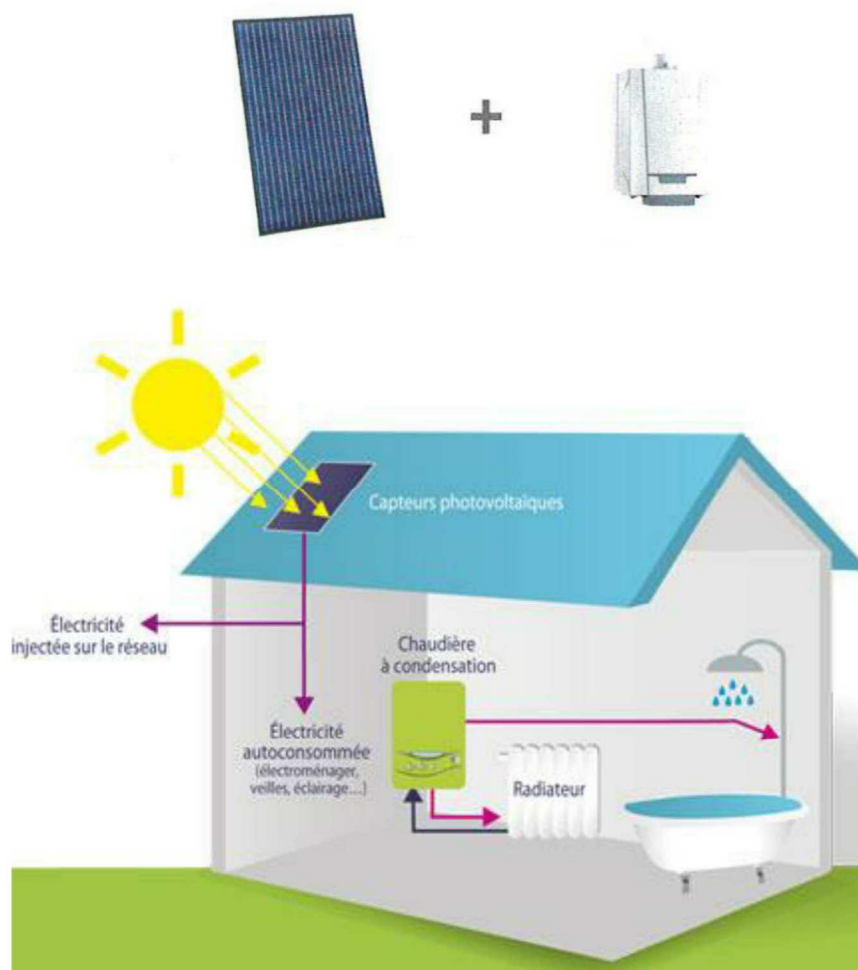 Capteurs photovoltaïques
Électricité
injectée sur le réseau
Chaudière
à condensation
Électricité
autoconsommée
(électroménager,
veilles, éclairage...)
Radiateur